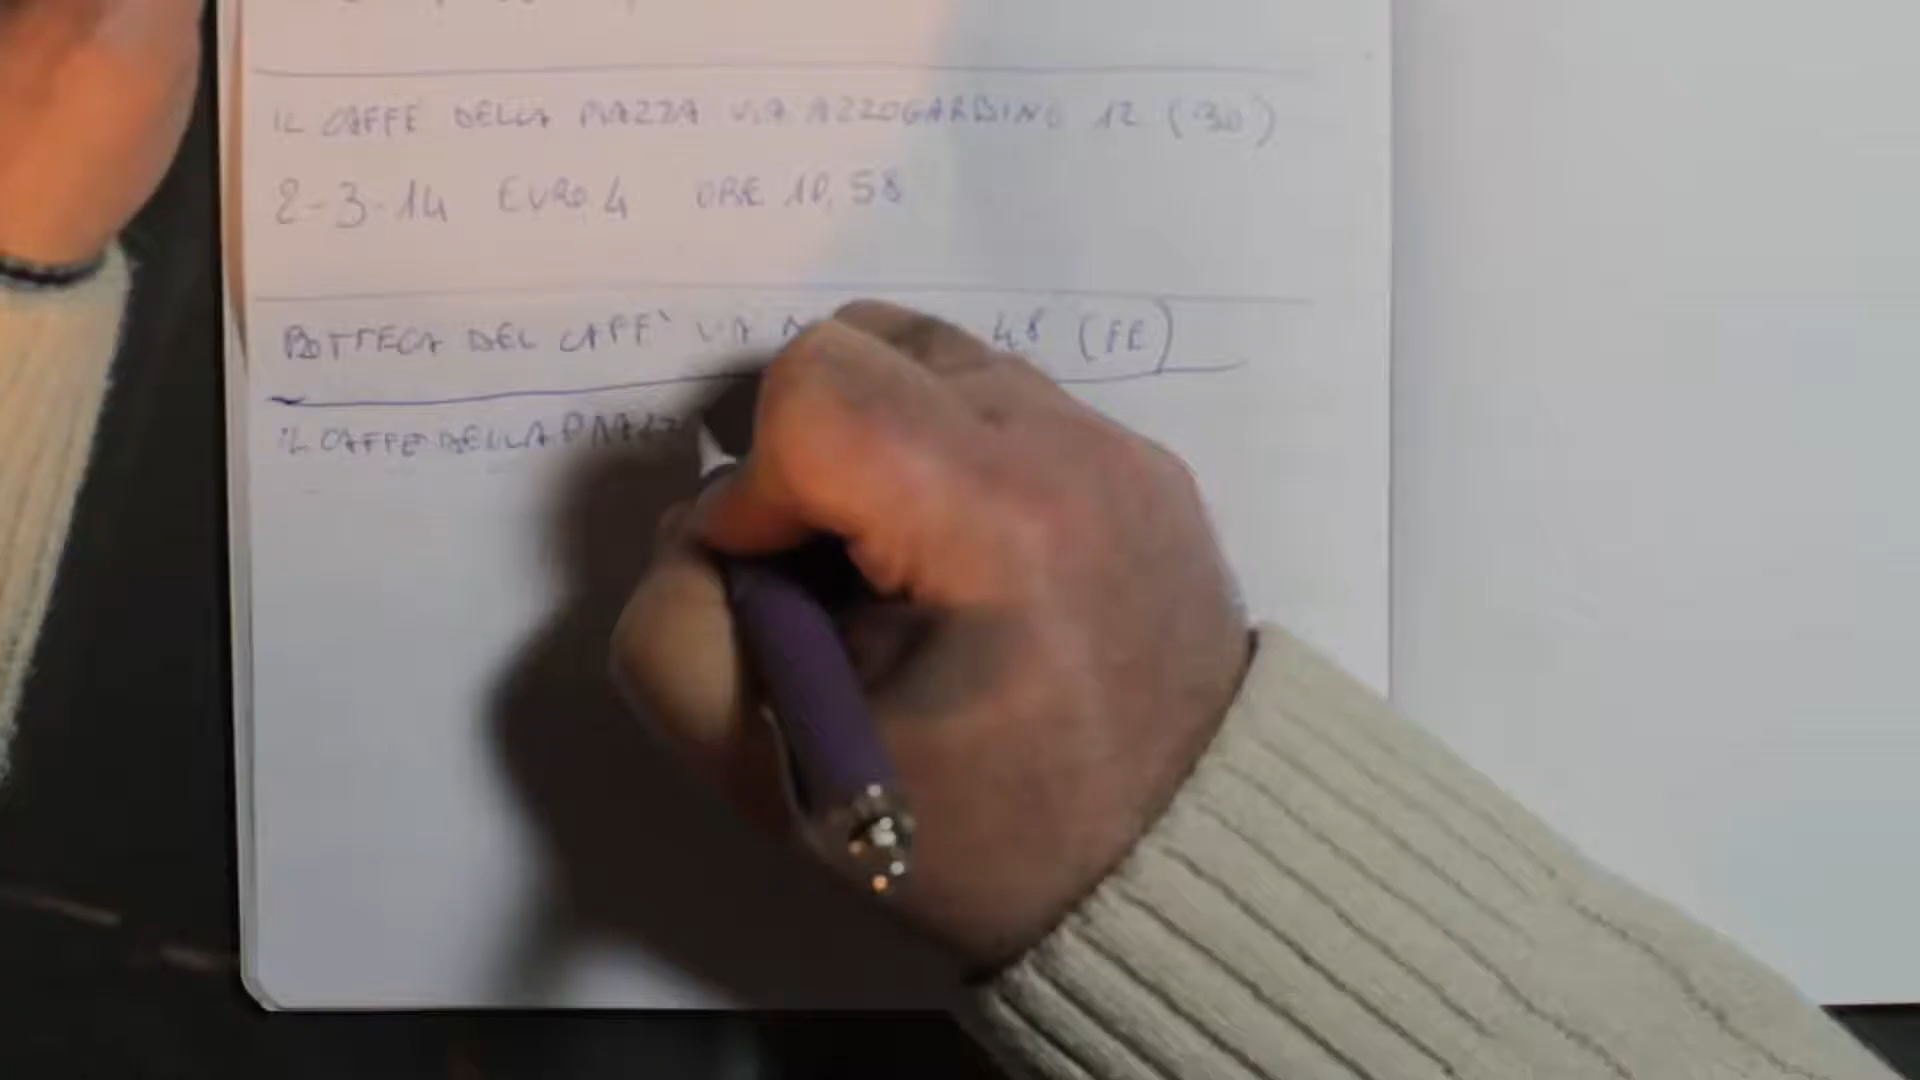 IL CAFFE DELLA PIAZZA VIA AZZOGARDINO 12 (BO)
2-3-14 EURO 4 ORE 10,58
BOTTEGA DEL CAFFE' VIA 48 (FE)
IL CAFFE DELLA PIAZZ